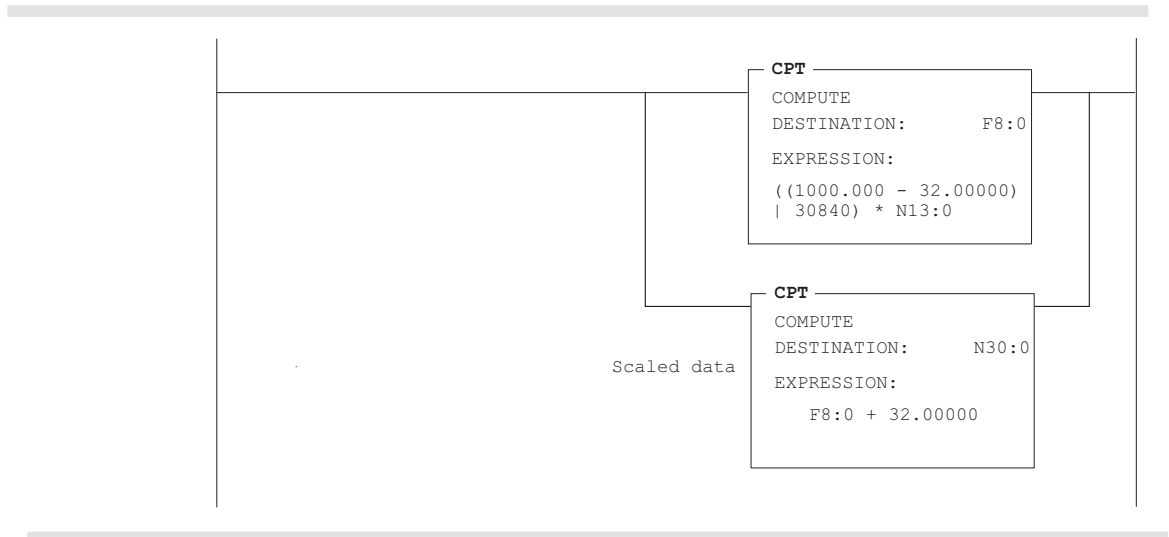 CPT
COMPUTE
DESTINATION: F8:0
EXPRESSION:
((1000.000 - 32.00000)
| 30840) * N13:0
CPT
COMPUTE
DESTINATION: N30:0
Scaled data
EXPRESSION:
F8:0 + 32.00000